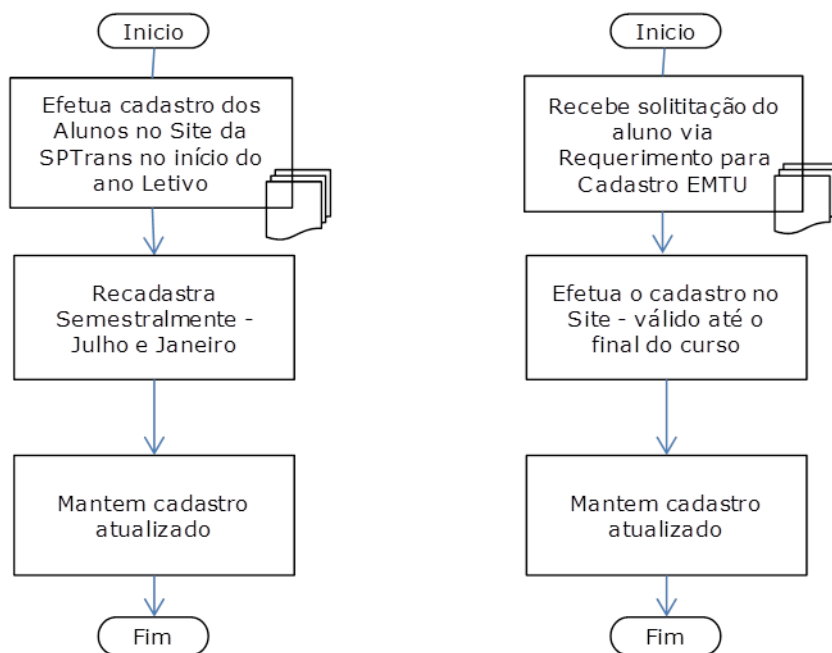 Inicio
Efetua cadastro dos
Alunos no Site da
SPTrans no início do
ano Letivo
Recadastra
Semestralmente -
Julho e Janeiro
Mantem cadastro
atualizado
Fim
Inicio
Recebe solititação do
aluno via
Requerimento para
Cadastro EMTU
Efetua o cadastro no
Site - válido até o
final do curso
Mantem cadastro
atualizado
Fim